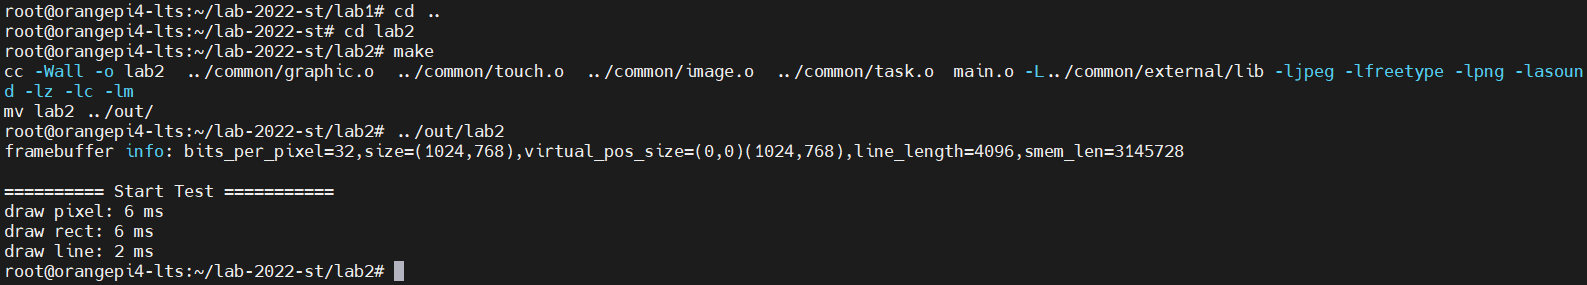 root@orangepi4-lts:~/lab-2022-st/lab1# cd ..
root@orangepi4-lts:~/lab-2022-st# cd lab2
root@orangepi4-lts:~/lab-2022-st/lab2# make
cc -Wall -o lab2  ../common/graphic.o  ../common/touch.o  ../common/image.o  ../common/task.o  main.o -L../common/external/lib -ljpeg -lfreetype -lpng -lasoun
d -lz -lc -lm
mv lab2 ../out/
root@orangepi4-lts:~/lab-2022-st/lab2# ../out/lab2
framebuffer info: bits_per_pixel=32,size=(1024,768),virtual_pos_size=(0,0)(1024,768),line_length=4096,smem_len=3145728
========== Start Test ===========
draw pixel: 6 ms
draw rect: 6 ms
draw line: 2 ms
root@orangepi4-lts:~/lab-2022-st/lab2#